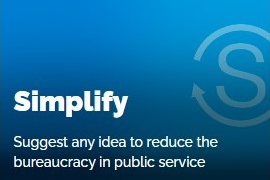 Simplify
Suggest any idea to reduce the
bureaucracy in public service